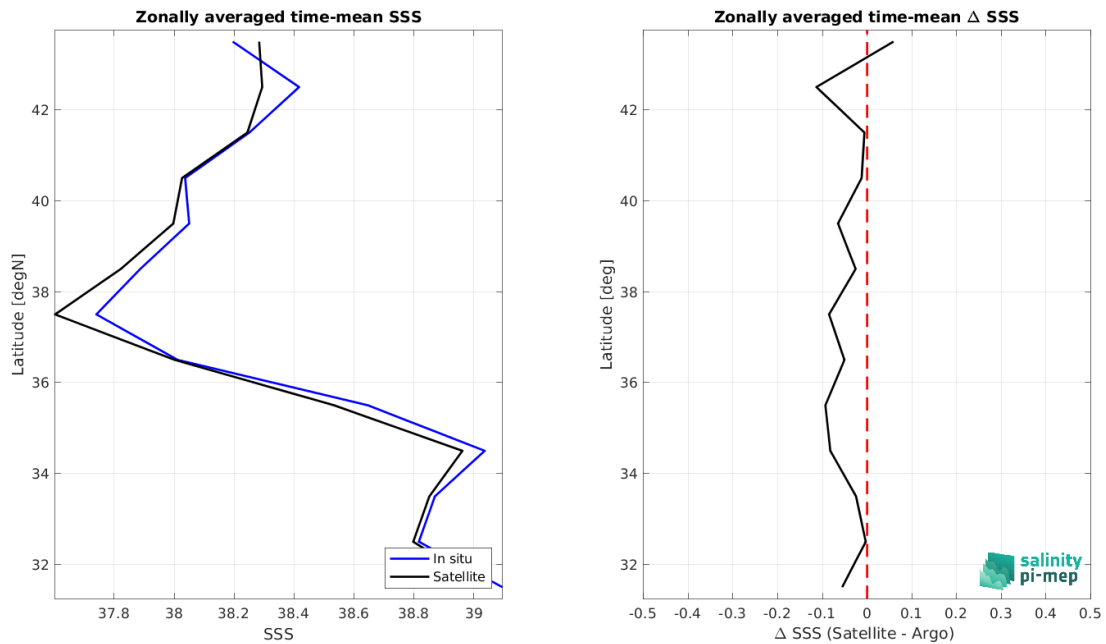 Zonally averaged time-mean SSS
Latitude [degN]
42
40
38
36
34
32
37.8 38 38.2 38.4 38.6 38.8 39
SSS
In situ
Satellite
Zonally averaged time-mean Δ SSS
Latitude [deg]
42
40
38
36
34
32
-0.5 -0.4 -0.3 -0.2 -0.1 0 0.1 0.2 0.3 0.4 0.5
Δ SSS (Satellite - Argo)
salinity
pi-mep